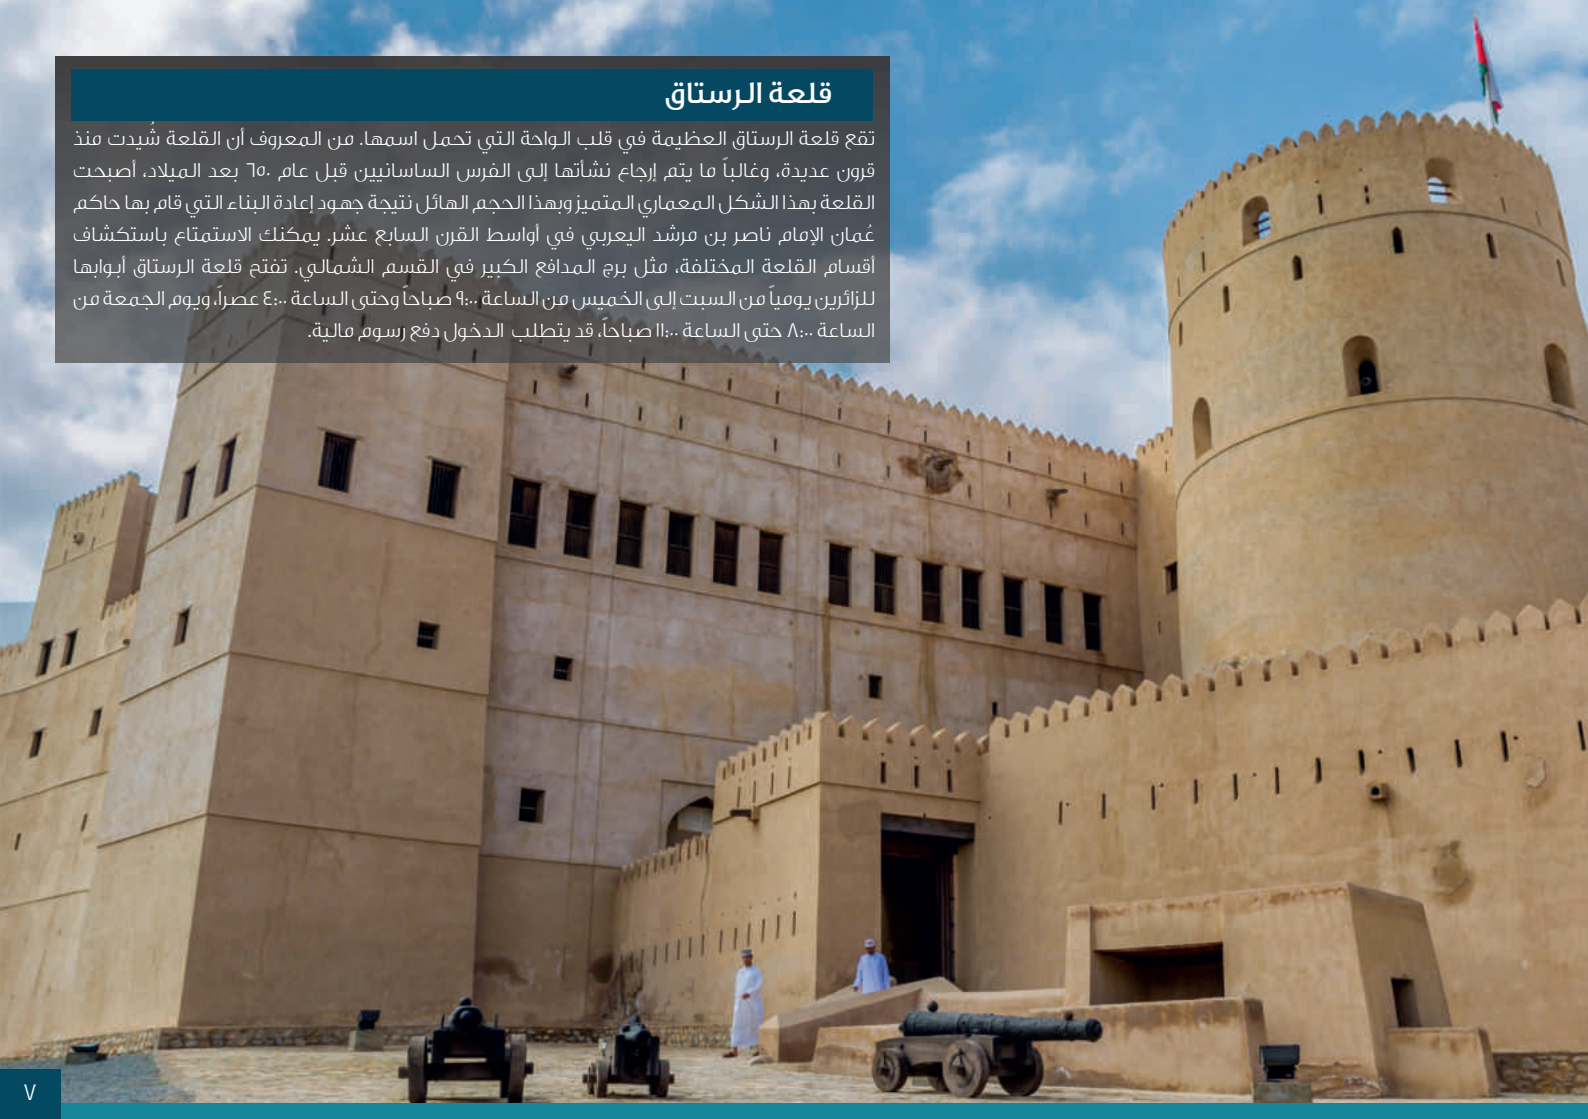 قلعة الرستاق
تقع قلعة الرستاق العظيمة في قلب الواحة التي تحمل اسمها. من المعروف أن القلعة شُيدت منذ
قرون عديدة، وغالباً ما يتم إرجاع نشأتها إلى الفرس الساسانيين قبل عام ٦٥٠ بعد الميلاد، أصبحت
القلعة بهذا الشكل المعماري المتميز وبهذا الحجم الهائل نتيجة جهود إعادة البناء التي قام بها حاكم
عُمان الإمام ناصر بن مرشد اليعربي في أواسط القرن السابع عشر. يمكنك الاستمتاع باستكشاف
أقسام القلعة المختلفة، مثل برج المدافع الكبير في القسم الشمالي. تفتح قلعة الرستاق أبوابها
للزائرين يومياً من السبت إلى الخميس من الساعة ٩:٠٠ صباحاً وحتى الساعة ٤:٠٠ عصراً، ويوم الجمعة من
الساعة ٨:٠٠ حتى الساعة ١١:٠٠ صباحاً، قد يتطلب الدخول دفع رسوم مالية.
٧